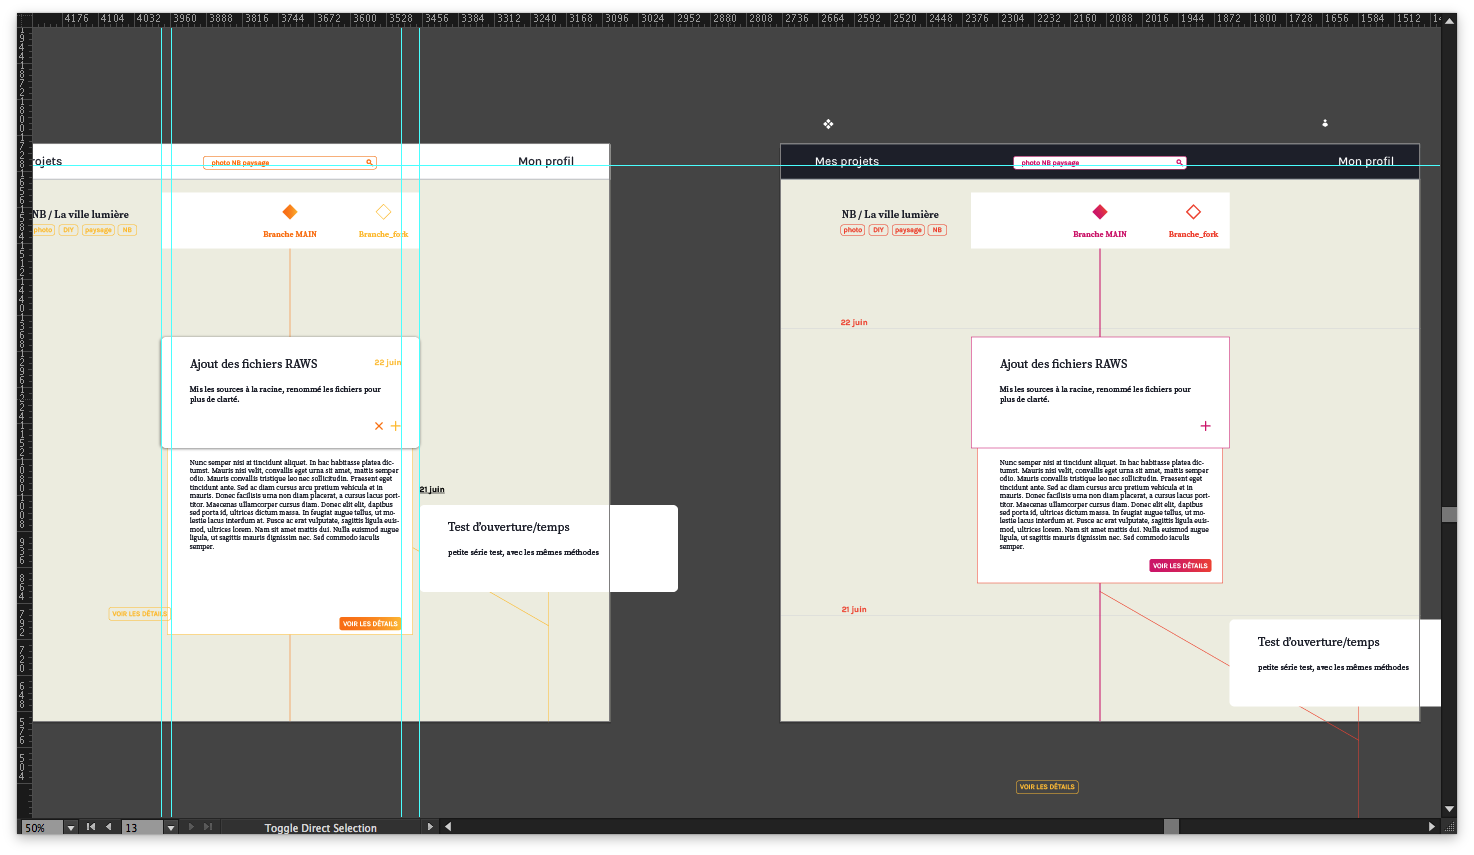 4176 4104 4032 3960 3888 3816 3744 3672 3600 3528 3456 3384 3312 3240 3168 3096 3024 2952 2880 2808 2736 2664 2592 2520 2448 2376 2304 2232 2160 2088 2016 1944 1872 1800 1728 1656 1584 1512
rojets
photo NB paysage
Mon profil
NB / La ville lumière
photo DIY paysage NB
Branche MAIN
Branche_fork
Ajout des fichiers RAWS
22 juin
Mis les sources à la racine, renommé les fichiers pour
plus de clarté.
Nunc semper nisi at tincidunt aliquet. In hac habitasse platea dic-
tumst. Mauris nisi velit, convallis eget urna sit amet, mattis semper
odio. Mauris convallis tristique leo nec sollicitudin. Praesent eget
tincidunt ante. Sed ac diam cursus arcu pretium vehicula et in
mauris. Donec facilisis urna non diam placerat, a cursus lacus port-
titor. Maecenas ullamcorper cursus diam. Donec elit elit, dapibus
sed porta id, ultrices dictum massa. In feugiat augue tellus, ut mo-
lestie lacus interdum at. Fusce ac erat vulputate, sagittis ligula euis-
mod, ultrices lorem. Nam sit amet mattis dui. Nulla euismod augue
ligula, ut sagittis mauris dignissim nec. Sed commodo iaculis
semper.
21 juin
Test d'ouverture/temps
petite série test, avec les mêmes méthodes
VOIR LES DÉTAILS
VOIR LES DÉTAILS
Mes projets
photo NB paysage
Mon profil
NB / La ville lumière
photo DIY paysage NB
Branche MAIN
Branche_fork
22 juin
Ajout des fichiers RAWS
Mis les sources à la racine, renommé les fichiers pour
plus de clarté.
Nunc semper nisi at tincidunt aliquet. In hac habitasse platea dic-
tumst. Mauris nisi velit, convallis eget urna sit amet, mattis semper
odio. Mauris convallis tristique leo nec sollicitudin. Praesent eget
tincidunt ante. Sed ac diam cursus arcu pretium vehicula et in
mauris. Donec facilisis urna non diam placerat, a cursus lacus port-
titor. Maecenas ullamcorper cursus diam. Donec elit elit, dapibus
sed porta id, ultrices dictum massa. In feugiat augue tellus, ut mo-
lestie lacus interdum at. Fusce ac erat vulputate, sagittis ligula euis-
mod, ultrices lorem. Nam sit amet mattis dui. Nulla euismod augue
ligula, ut sagittis mauris dignissim nec. Sed commodo iaculis
semper.
VOIR LES DÉTAILS
21 juin
Test d'ouverture/temps
petite série test, avec les mêmes méthodes
VOIR LES DÉTAILS
50%
13
Toggle Direct Selection